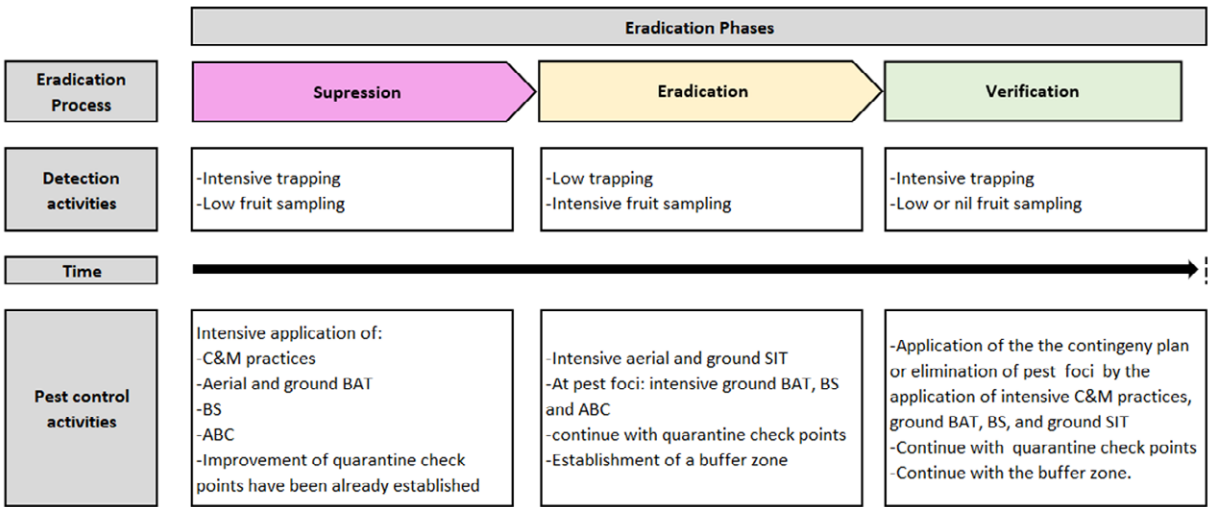 Eradication Phases
Eradication
Process
Supression
Eradication
Verification
Detection
activities
-Intensive trapping
-Low fruit sampling
-Low trapping
-Intensive fruit sampling
-Intensive trapping
-Low or nil fruit sampling
Time
Pest control
activities
Intensive application of:
-C&M practices
-Aerial and ground BAT
-BS
-ABC
-Improvement of quarantine check
points have been already established
-Intensive aerial and ground SIT
-At pest foci: intensive ground BAT, BS
and ABC
-continue with quarantine check points
-Establishment of a buffer zone
-Application of the the contingeny plan
or elimination of pest foci by the
application of intensive C&M practices,
ground BAT, BS, and ground SIT
-Continue with quarantine check points
-Continue with the buffer zone.